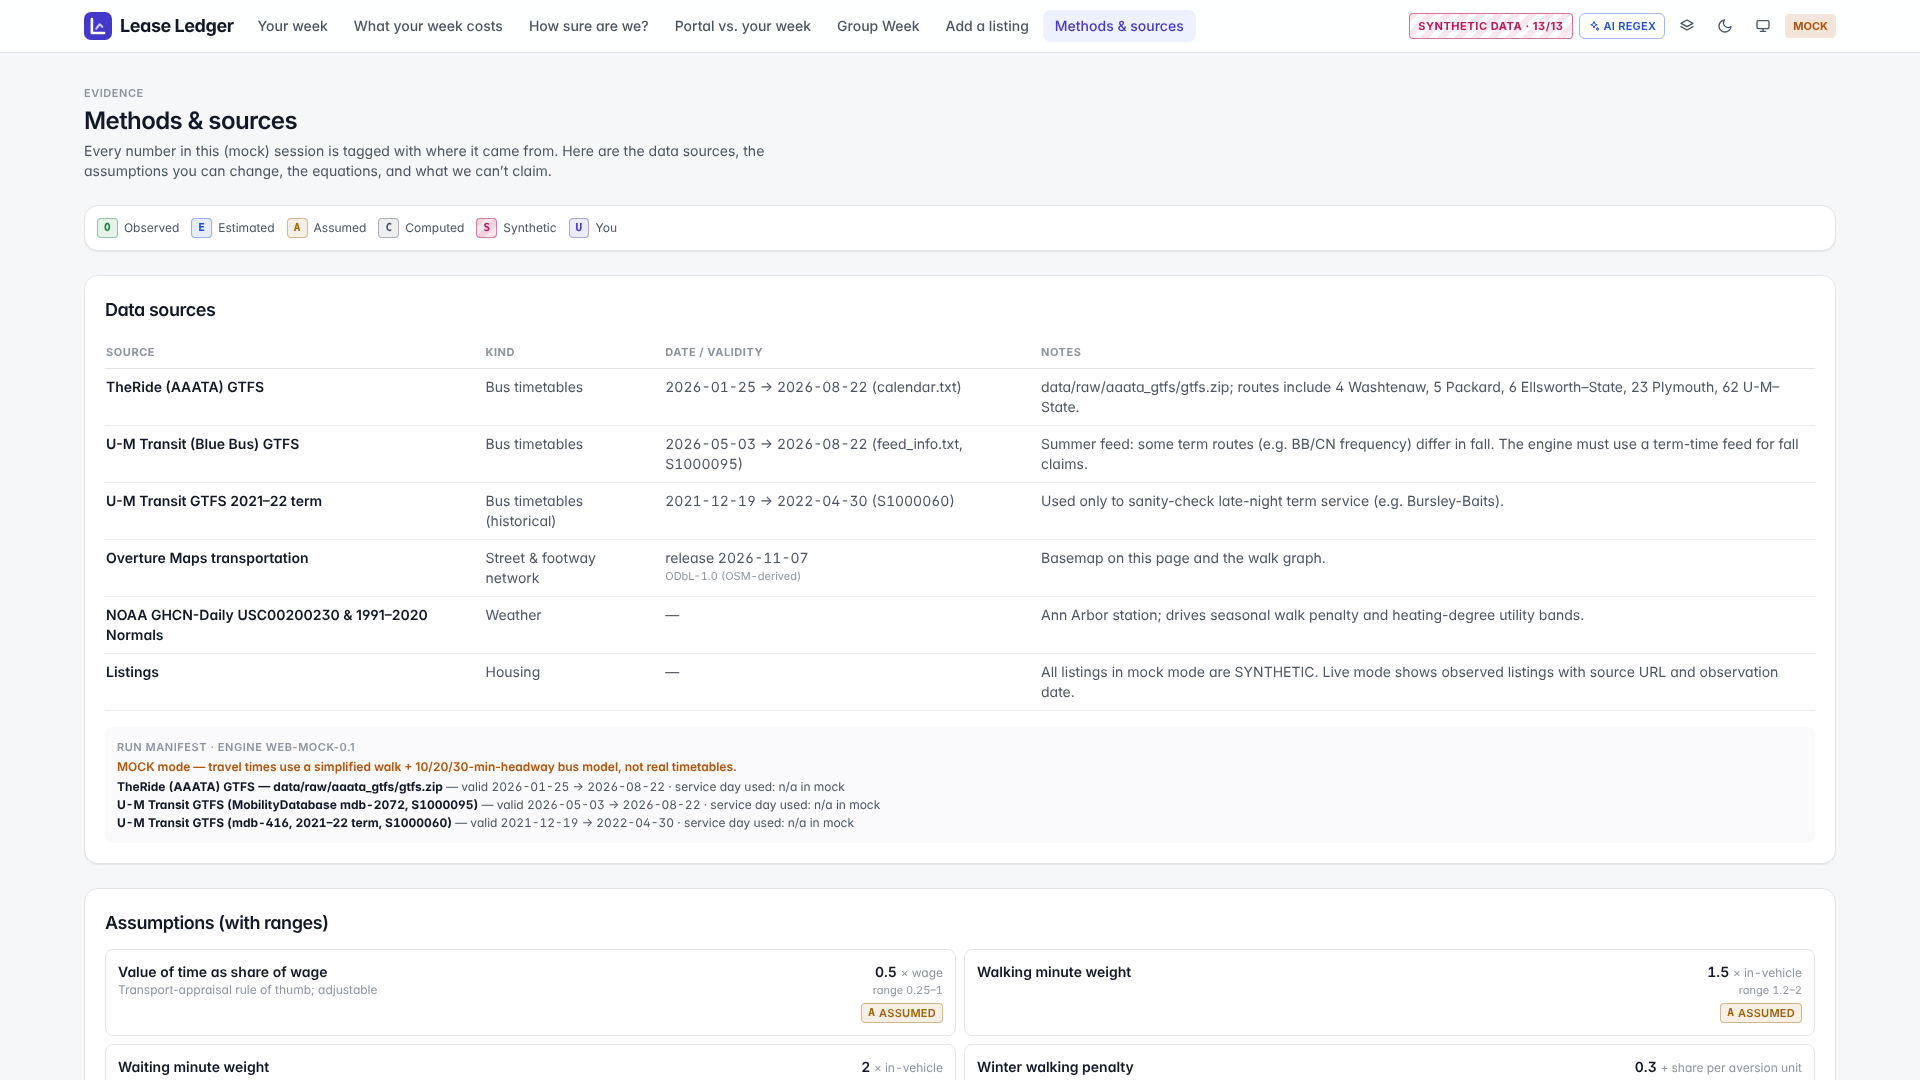 Lease Ledger
Your week
What your week costs
How sure are we?
Portal vs. your week
Group Week
Add a listing
Methods & sources
SYNTHETIC DATA · 13/13
AI REGEX
MOCK
EVIDENCE
Methods & sources
Every number in this (mock) session is tagged with where it came from. Here are the data sources, the
assumptions you can change, the equations, and what we can’t claim.
O Observed E Estimated A Assumed C Computed S Synthetic U You
Data sources
SOURCE KIND DATE / VALIDITY NOTES
TheRide (AAATA) GTFS Bus timetables 2026-01-25 → 2026-08-22 (calendar.txt) data/raw/aaata_gtfs/gtfs.zip; routes include 4 Washtenaw, 5 Packard, 6 Ellsworth–State, 23 Plymouth, 62 U-M–
State.
U-M Transit (Blue Bus) GTFS Bus timetables 2026-05-03 → 2026-08-22 (feed_info.txt, Summer feed: some term routes (e.g. BB/CN frequency) differ in fall. The engine must use a term-time feed for fall
S1000095) claims.
U-M Transit GTFS 2021–22 term Bus timetables 2021-12-19 → 2022-04-30 (S1000060) Used only to sanity-check late-night term service (e.g. Bursley-Baits).
(historical)
Overture Maps transportation Street & footway release 2026-11-07 Basemap on this page and the walk graph.
network ODbL-1.0 (OSM-derived)
NOAA GHCN-Daily USC00200230 & 1991–2020 Weather — Ann Arbor station; drives seasonal walk penalty and heating-degree utility bands.
Normals
Listings Housing — All listings in mock mode are SYNTHETIC. Live mode shows observed listings with source URL and observation
date.
RUN MANIFEST · ENGINE WEB-MOCK-0.1
MOCK mode — travel times use a simplified walk + 10/20/30-min-headway bus model, not real timetables.
TheRide (AAATA) GTFS — data/raw/aaata_gtfs/gtfs.zip — valid 2026-01-25 → 2026-08-22 · service day used: n/a in mock
U-M Transit GTFS (MobilityDatabase mdb-2072, S1000095) — valid 2026-05-03 → 2026-08-22 · service day used: n/a in mock
U-M Transit GTFS (mdb-416, 2021–22 term, S1000060) — valid 2021-12-19 → 2022-04-30 · service day used: n/a in mock
Assumptions (with ranges)
Value of time as share of wage 0.5 × wage
Transport-appraisal rule of thumb; adjustable range 0.25–1
A ASSUMED
Walking minute weight 1.5 × in-vehicle
range 1.2–2
A ASSUMED
Waiting minute weight 2 × in-vehicle
Winter walking penalty 0.3 + share per aversion unit